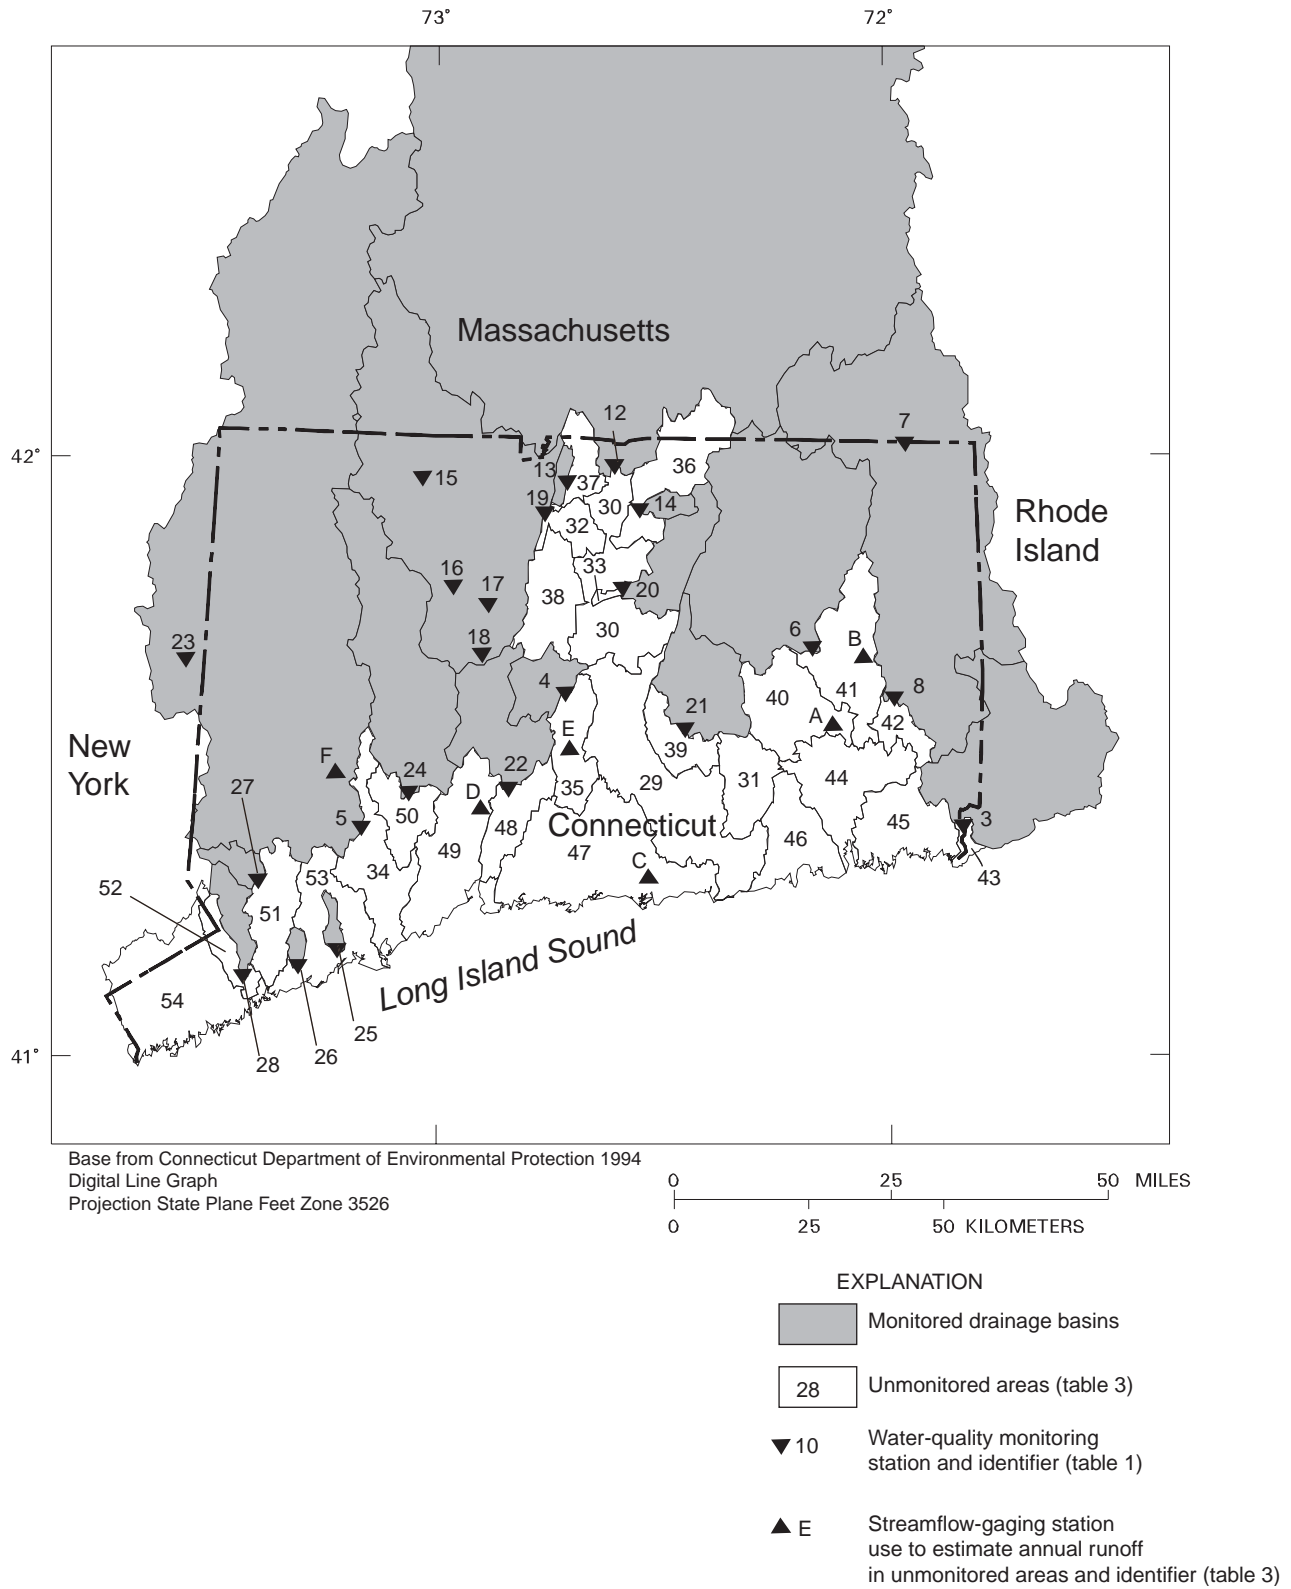 73°
72°
Massachusetts
12
7
42°
13
36
15
37
19
30
14
Rhode
Island
32
33
16
17
20
38
30
23
18
6
B
4
21
40
41
8
A
E
42
New
York
F
39
24
22
27
29
31
44
D
35
5
50
48
Connecticut
45
3
49
47
46
34
C
52
53
43
51
Long Island Sound
54
25
26
28
41°
Base from Connecticut Department of Environmental Protection 1994
Digital Line Graph
Projection State Plane Feet Zone 3526
0 25 50 MILES
0 25 50 KILOMETERS
EXPLANATION
Monitored drainage basins
28 Unmonitored areas (table 3)
10 Water-quality monitoring
station and identifier (table 1)
E Streamflow-gaging station
use to estimate annual runoff
in unmonitored areas and identifier (table 3)